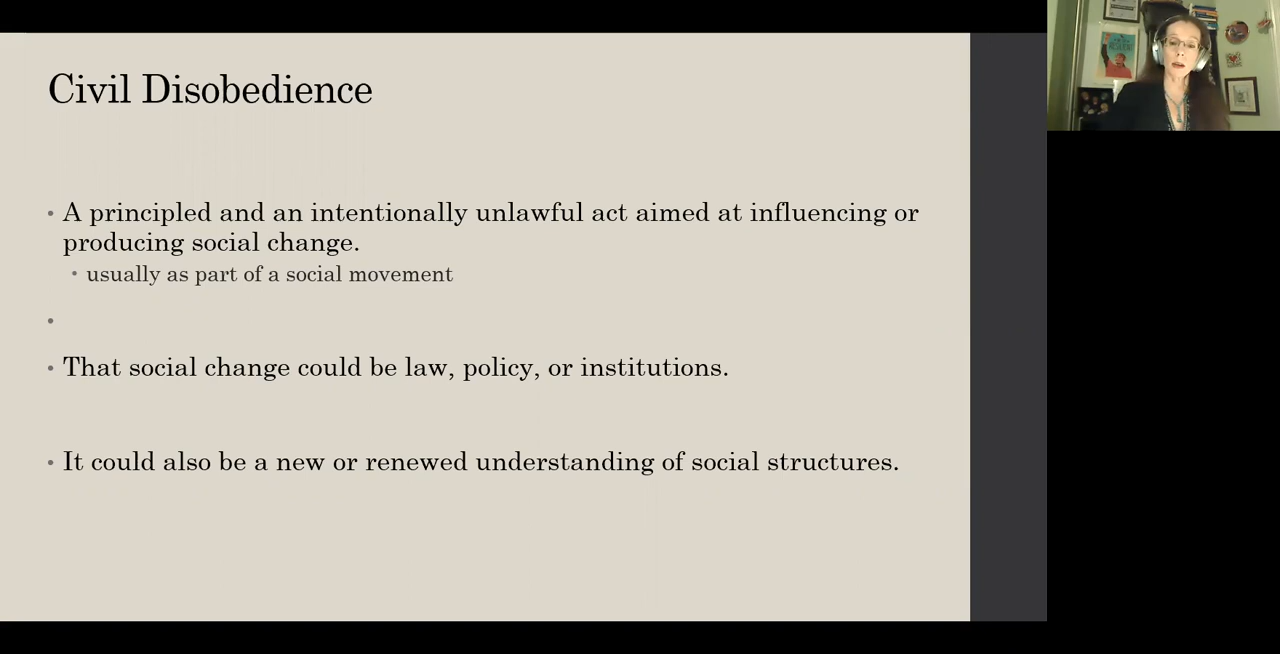 Civil Disobedience
• A principled and an intentionally unlawful act aimed at influencing or
producing social change.
• usually as part of a social movement
•
• That social change could be law, policy, or institutions.
• It could also be a new or renewed understanding of social structures.